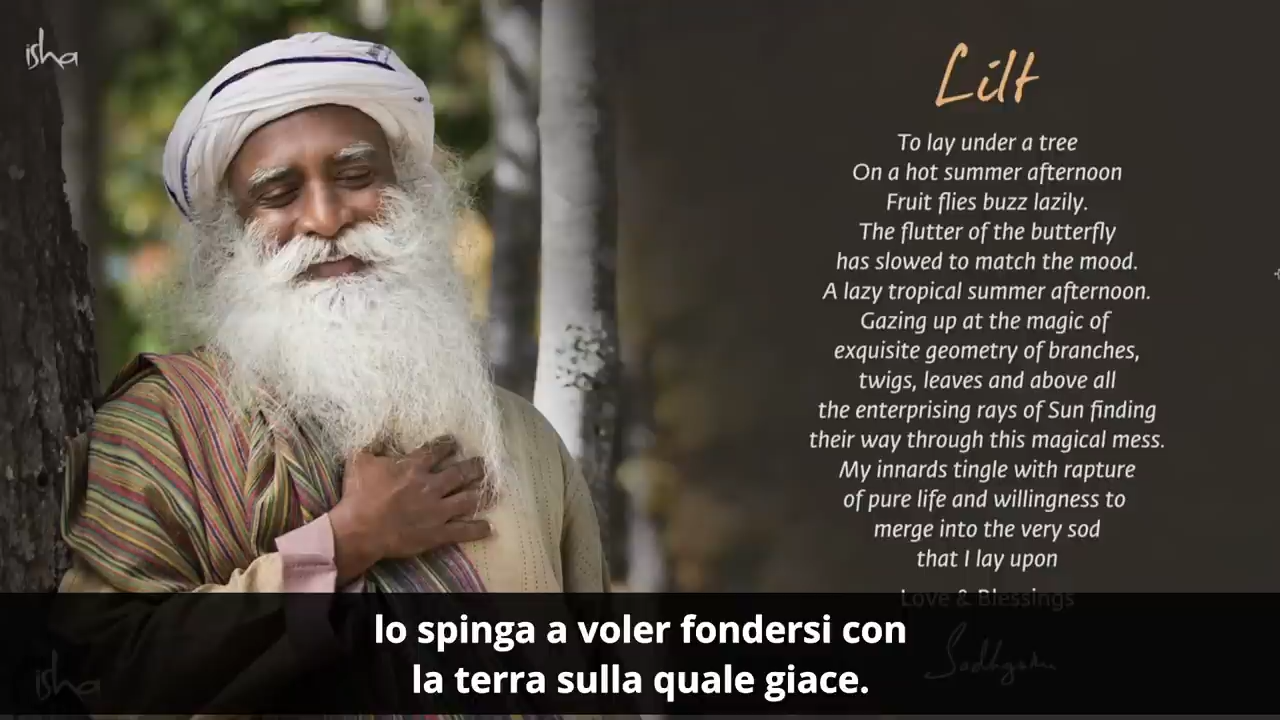 isha
Lilt
To lay under a tree
On a hot summer afternoon
Fruit flies buzz lazily.
The flutter of the butterfly
has slowed to match the mood.
A lazy tropical summer afternoon.
Gazing up at the magic of
exquisite geometry of branches,
twigs, leaves and above all
the enterprising rays of Sun finding
their way through this magical mess.
My innards tingle with rapture
of pure life and willingness to
merge into the very sod
that I lay upon
Love & Blessings
Sadhguru
isha
lo spinga a voler fondersi con
la terra sulla quale giace.